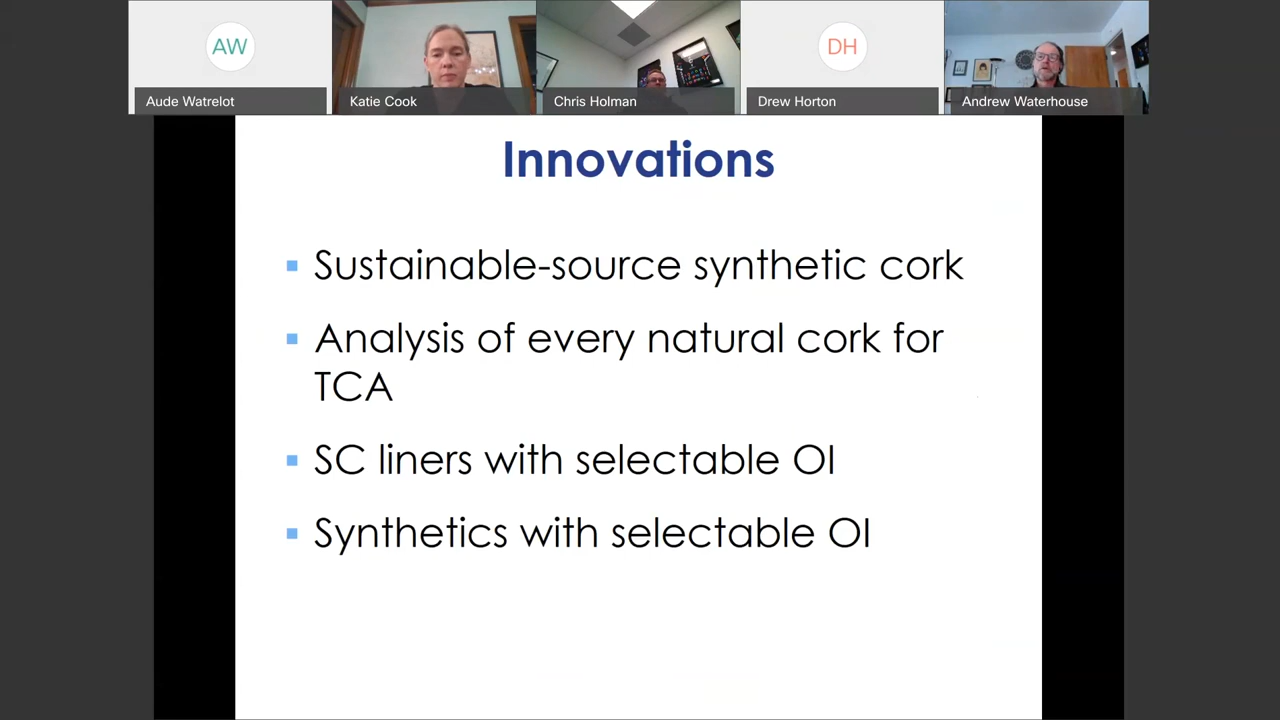 AW
DH
Aude Watrelot
Katie Cook
Chris Holman
Drew Horton
Andrew Waterhouse
Innovations
Sustainable-source synthetic cork
Analysis of every natural cork for
TCA
SC liners with selectable OI
Synthetics with selectable OI